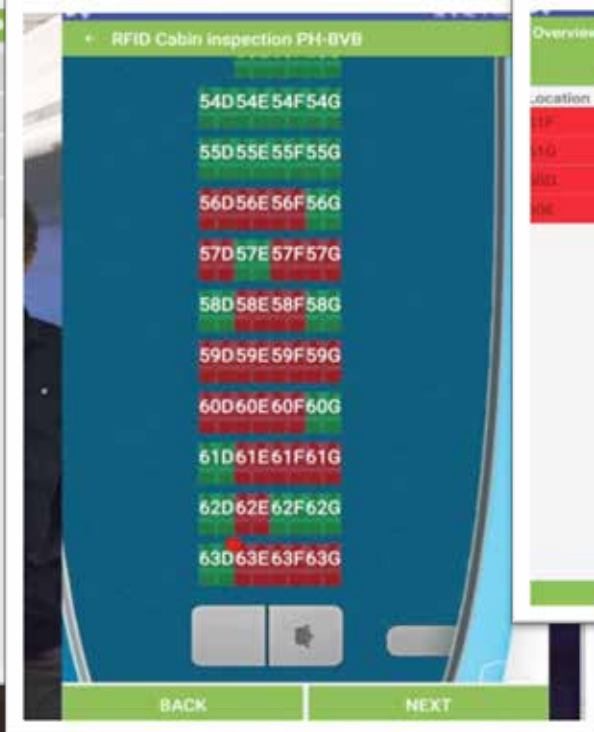 ← RFID Cabin inspection PH-BVB
54D 54E 54F 54G
55D 55E 55F 55G
56D 56E 56F 56G
57D 57E 57F 57G
58D 58E 58F 58G
59D 59E 59F 59G
60D 60E 60F 60G
61D 61E 61F 61G
62D 62E 62F 62G
63D 63E 63F 63G
BACK NEXT
Overview
Location